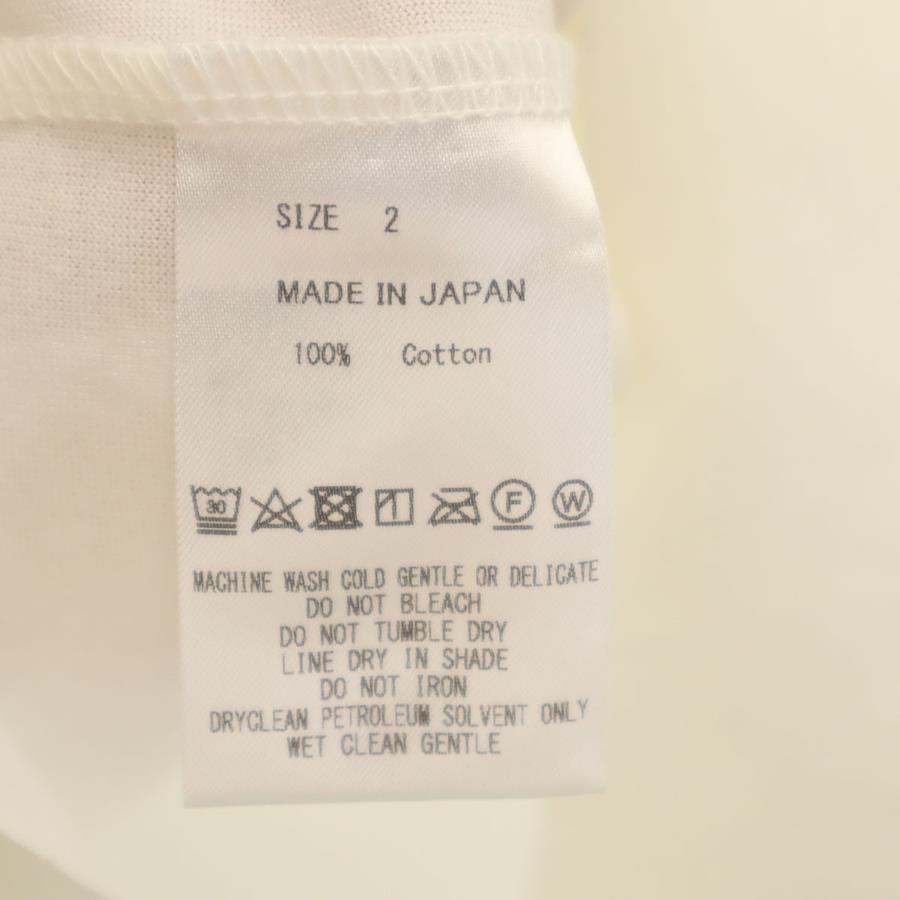 SIZE 2
MADE IN JAPAN
100% Cotton
30 F W
MACHINE WASH COLD GENTLE OR DELICATE
DO NOT BLEACH
DO NOT TUMBLE DRY
LINE DRY IN SHADE
DO NOT IRON
DRYCLEAN PETROLEUM SOLVENT ONLY
WET CLEAN GENTLE